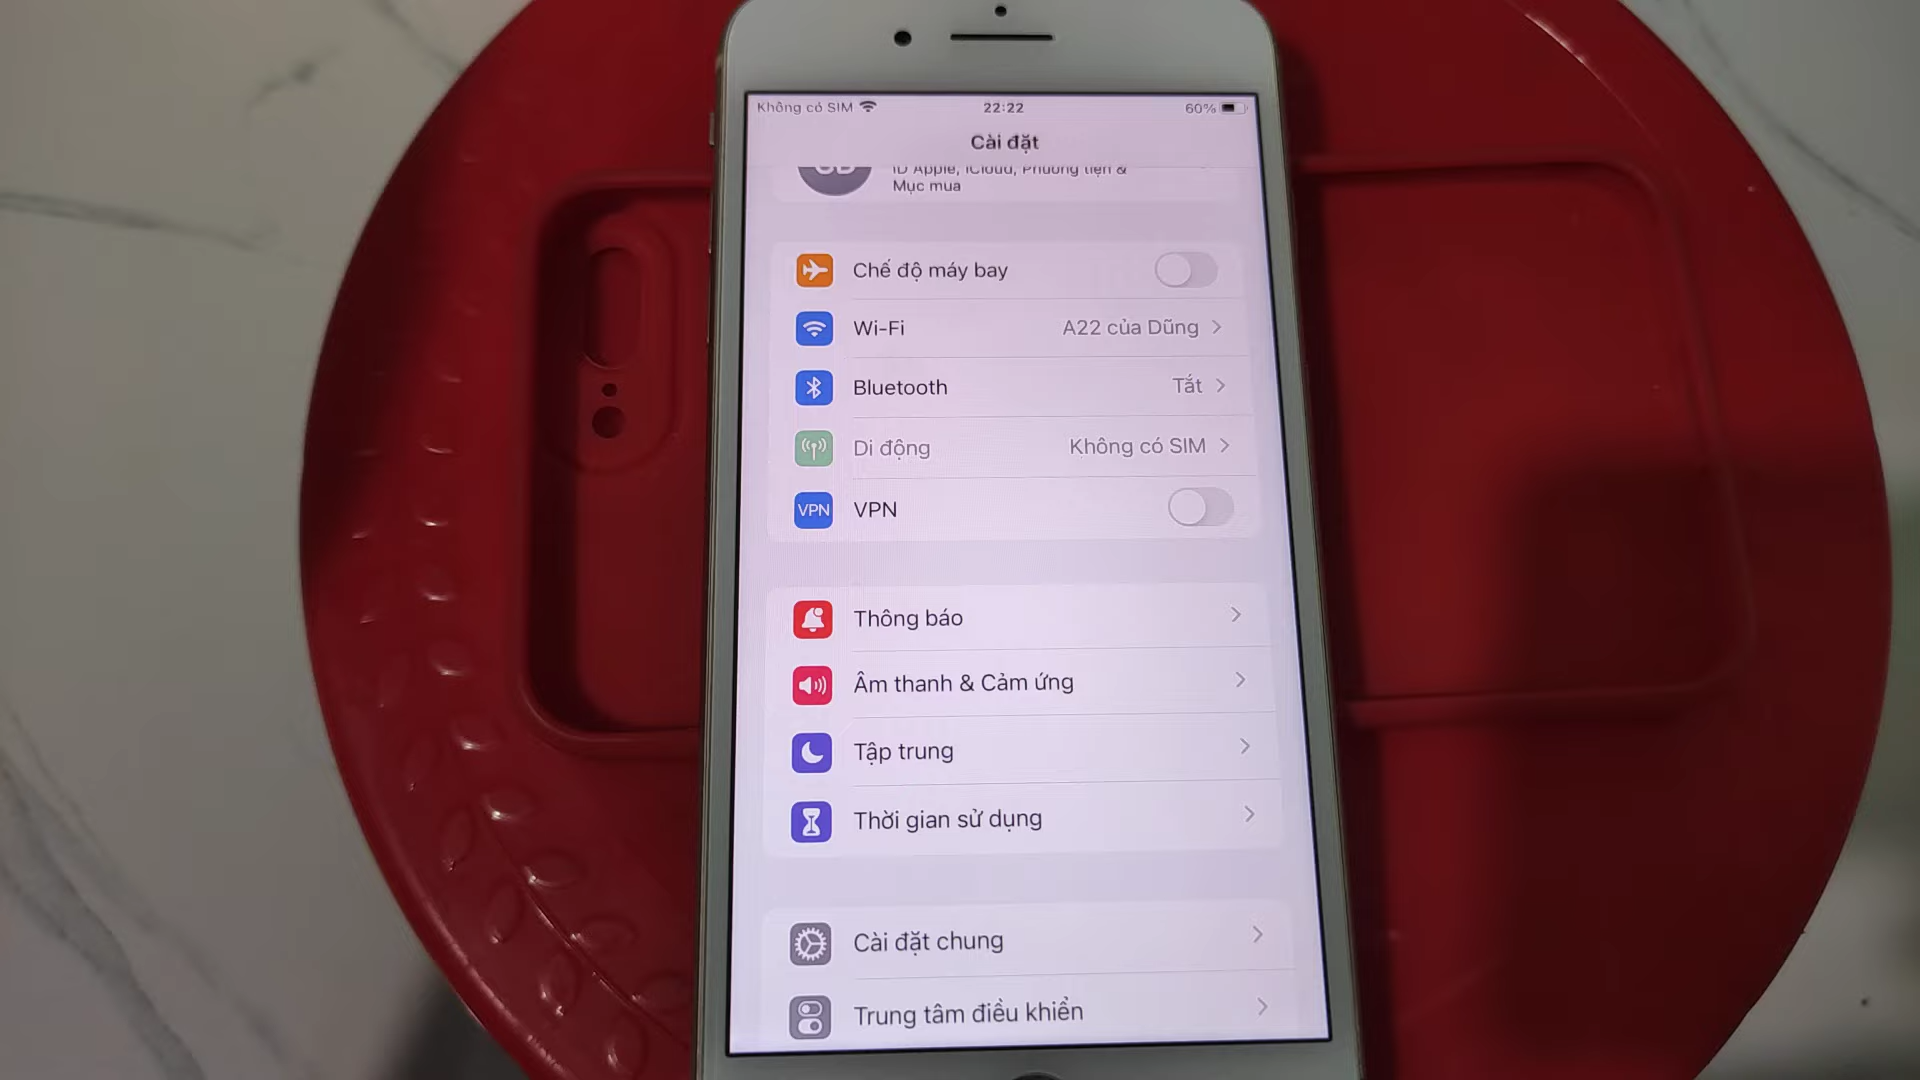 Không có SIM 22:22 60%
Cài đặt
ID Apple, iCloud, Phương tiện &
Mục mua
Chế độ máy bay
Wi-Fi A22 của Dũng
Bluetooth Tắt
Di động Không có SIM
VPN VPN
Thông báo
Âm thanh & Cảm ứng
Tập trung
Thời gian sử dụng
Cài đặt chung
Trung tâm điều khiển